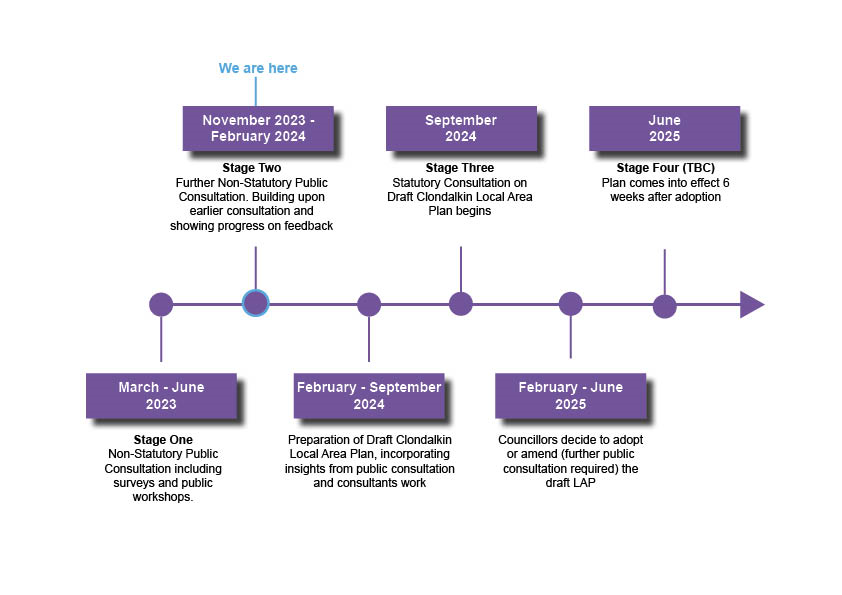 We are here
November 2023 -
February 2024
Stage Two
Further Non-Statutory Public
Consultation. Building upon
earlier consultation and
showing progress on feedback
September
2024
Stage Three
Statutory Consultation on
Draft Clondalkin Local Area
Plan begins
June
2025
Stage Four (TBC)
Plan comes into effect 6
weeks after adoption
March - June
2023
Stage One
Non-Statutory Public
Consultation including
surveys and public
workshops.
February - September
2024
Preparation of Draft Clondalkin
Local Area Plan, incorporating
insights from public consultation
and consultants work
February - June
2025
Councillors decide to adopt
or amend (further public
consultation required) the
draft LAP